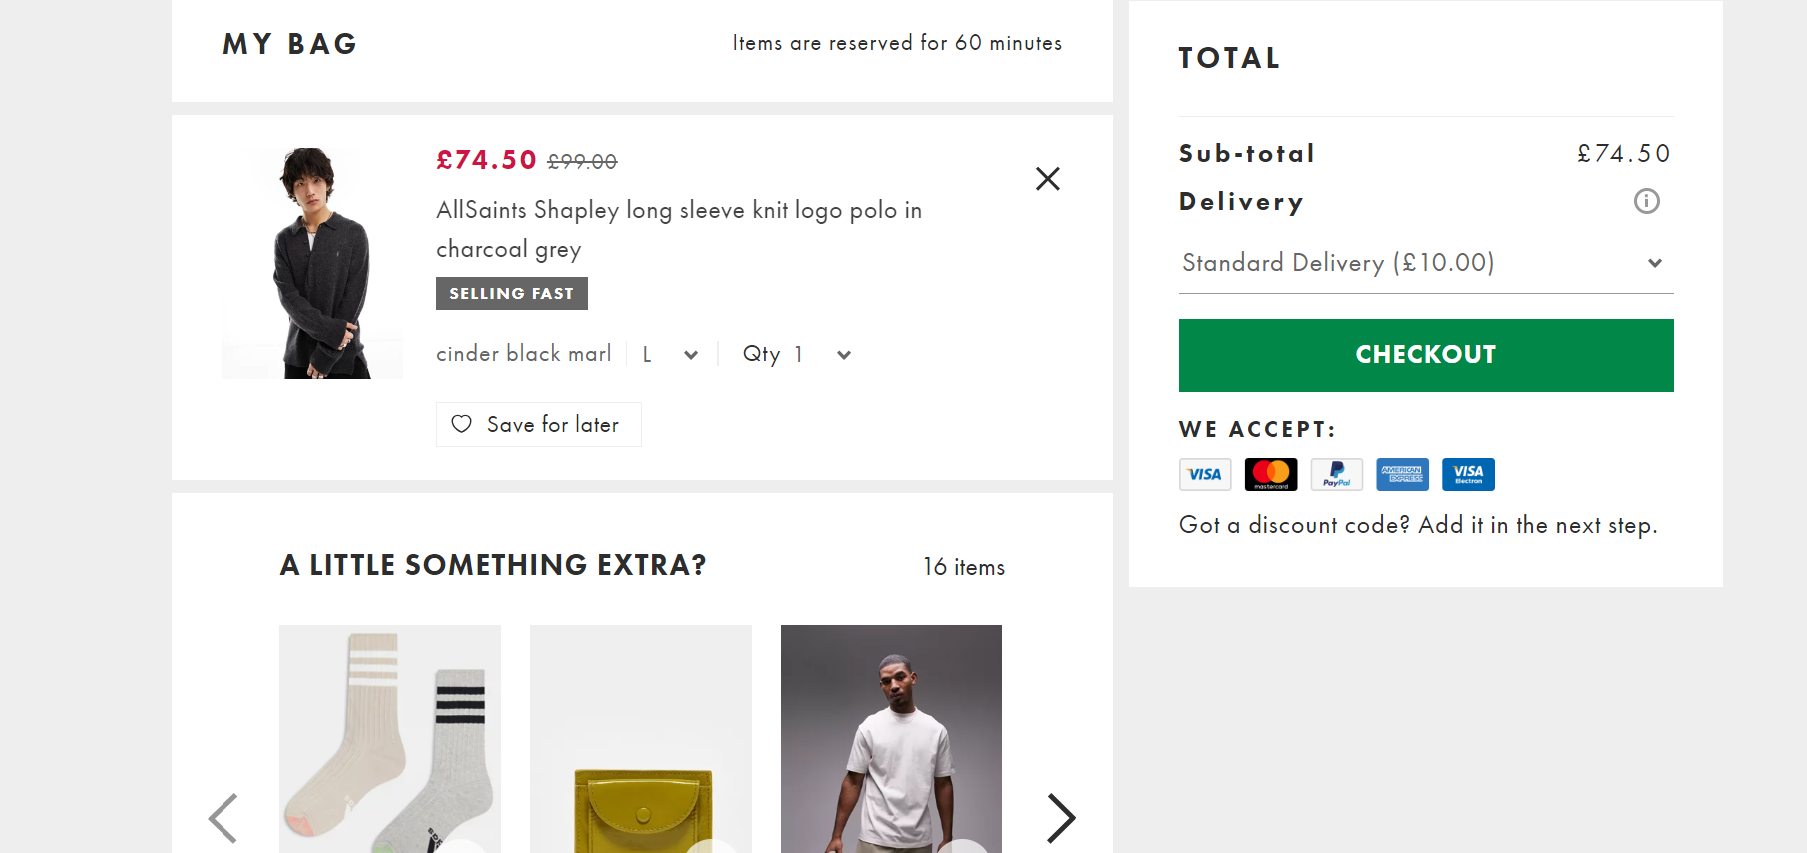 MY BAG
Items are reserved for 60 minutes
£74.50 £99.00
AllSaints Shapley long sleeve knit logo polo in
charcoal grey
SELLING FAST
cinder black marl L Qty 1
Save for later
A LITTLE SOMETHING EXTRA?
16 items
TOTAL
Sub-total £74.50
Delivery
Standard Delivery (£10.00)
CHECKOUT
WE ACCEPT:
VISA mastercard PayPal AMERICAN EXPRESS VISA Electron
Got a discount code? Add it in the next step.